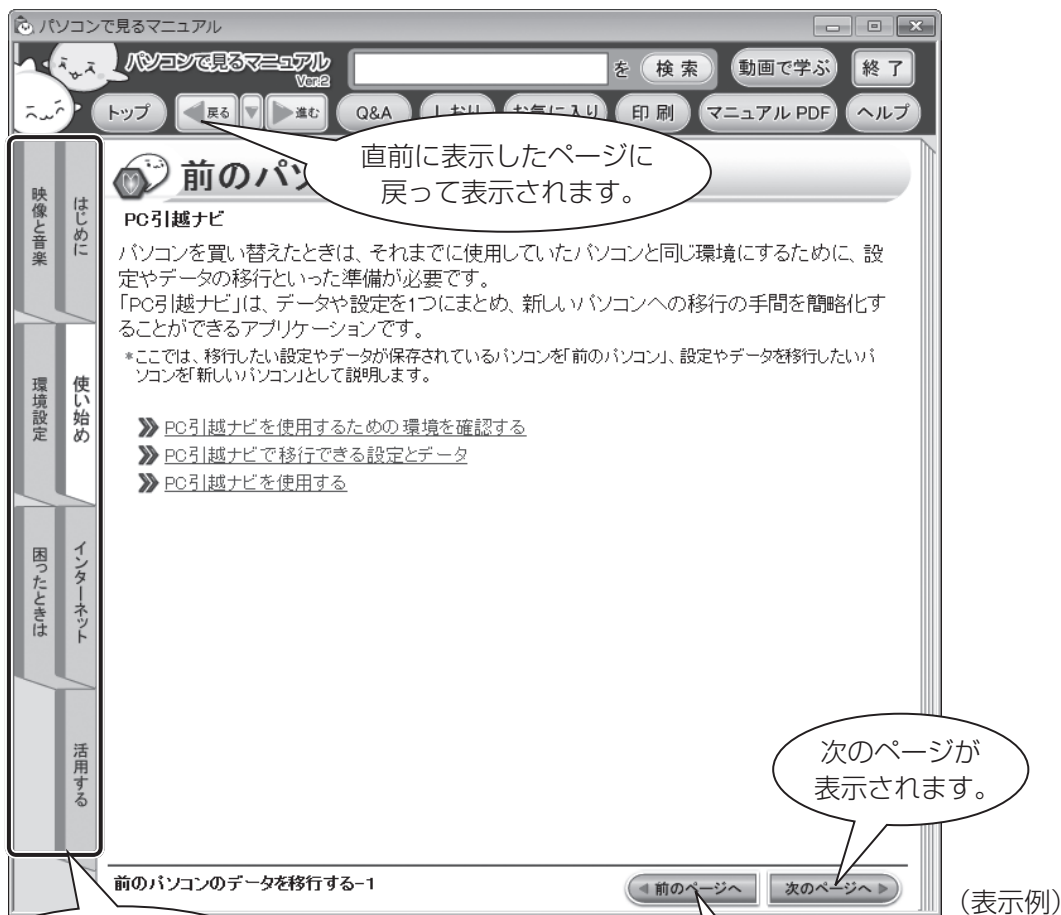 パソコンで見るマニュアル
パソコンで見るマニュアル
Ver.2
を 検索 動画で学ぶ 終了
トップ 戻る 進む Q&A しおり お気に入り 印刷 マニュアル PDF ヘルプ
直前に表示したページに
戻って表示されます。
前のパソ
PC引越ナビ
パソコンを買い替えたときは、それまでに使用していたパソコンと同じ環境にするために、設
定やデータの移行といった準備が必要です。
「PC引越ナビ」は、データや設定を1つにまとめ、新しいパソコンへの移行の手間を簡略化す
ることができるアプリケーションです。
*ここでは、移行したい設定やデータが保存されているパソコンを「前のパソコン」、設定やデータを移行したいパ
ソコンを「新しいパソコン」として説明します。
PC引越ナビを使用するための環境を確認する
PC引越ナビで移行できる設定とデータ
PC引越ナビを使用する
はじめに
映像と音楽
使い始め
環境設定
インターネット
困ったときは
活用する
次のページが
表示されます。
前のパソコンのデータを移行する-1
前のページへ 次のページへ
(表示例)